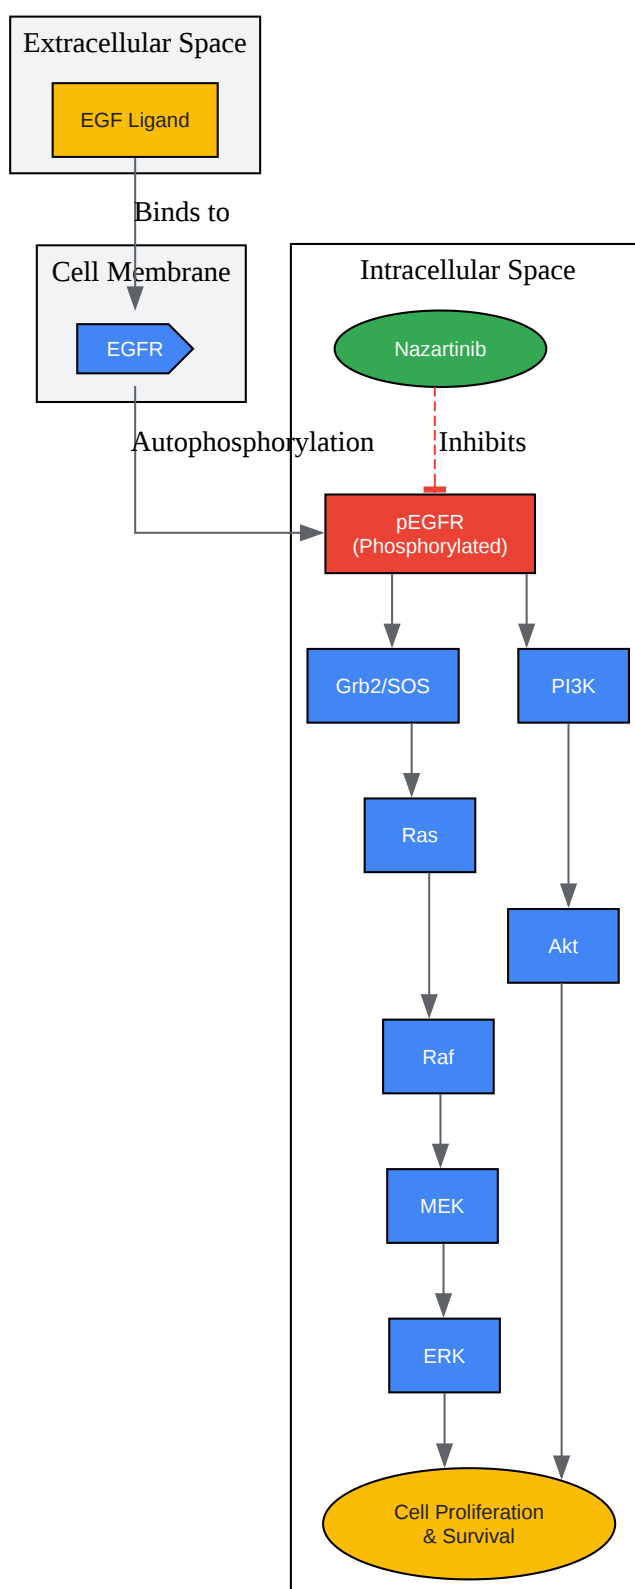 Extracellular Space
EGF Ligand
Binds to
Cell Membrane
EGFR
Intracellular Space
Nazartinib
Autophosphorylation
Inhibits
pEGFR
(Phosphorylated)
Grb2/SOS
PI3K
Ras
Akt
Raf
MEK
ERK
Cell Proliferation
& Survival